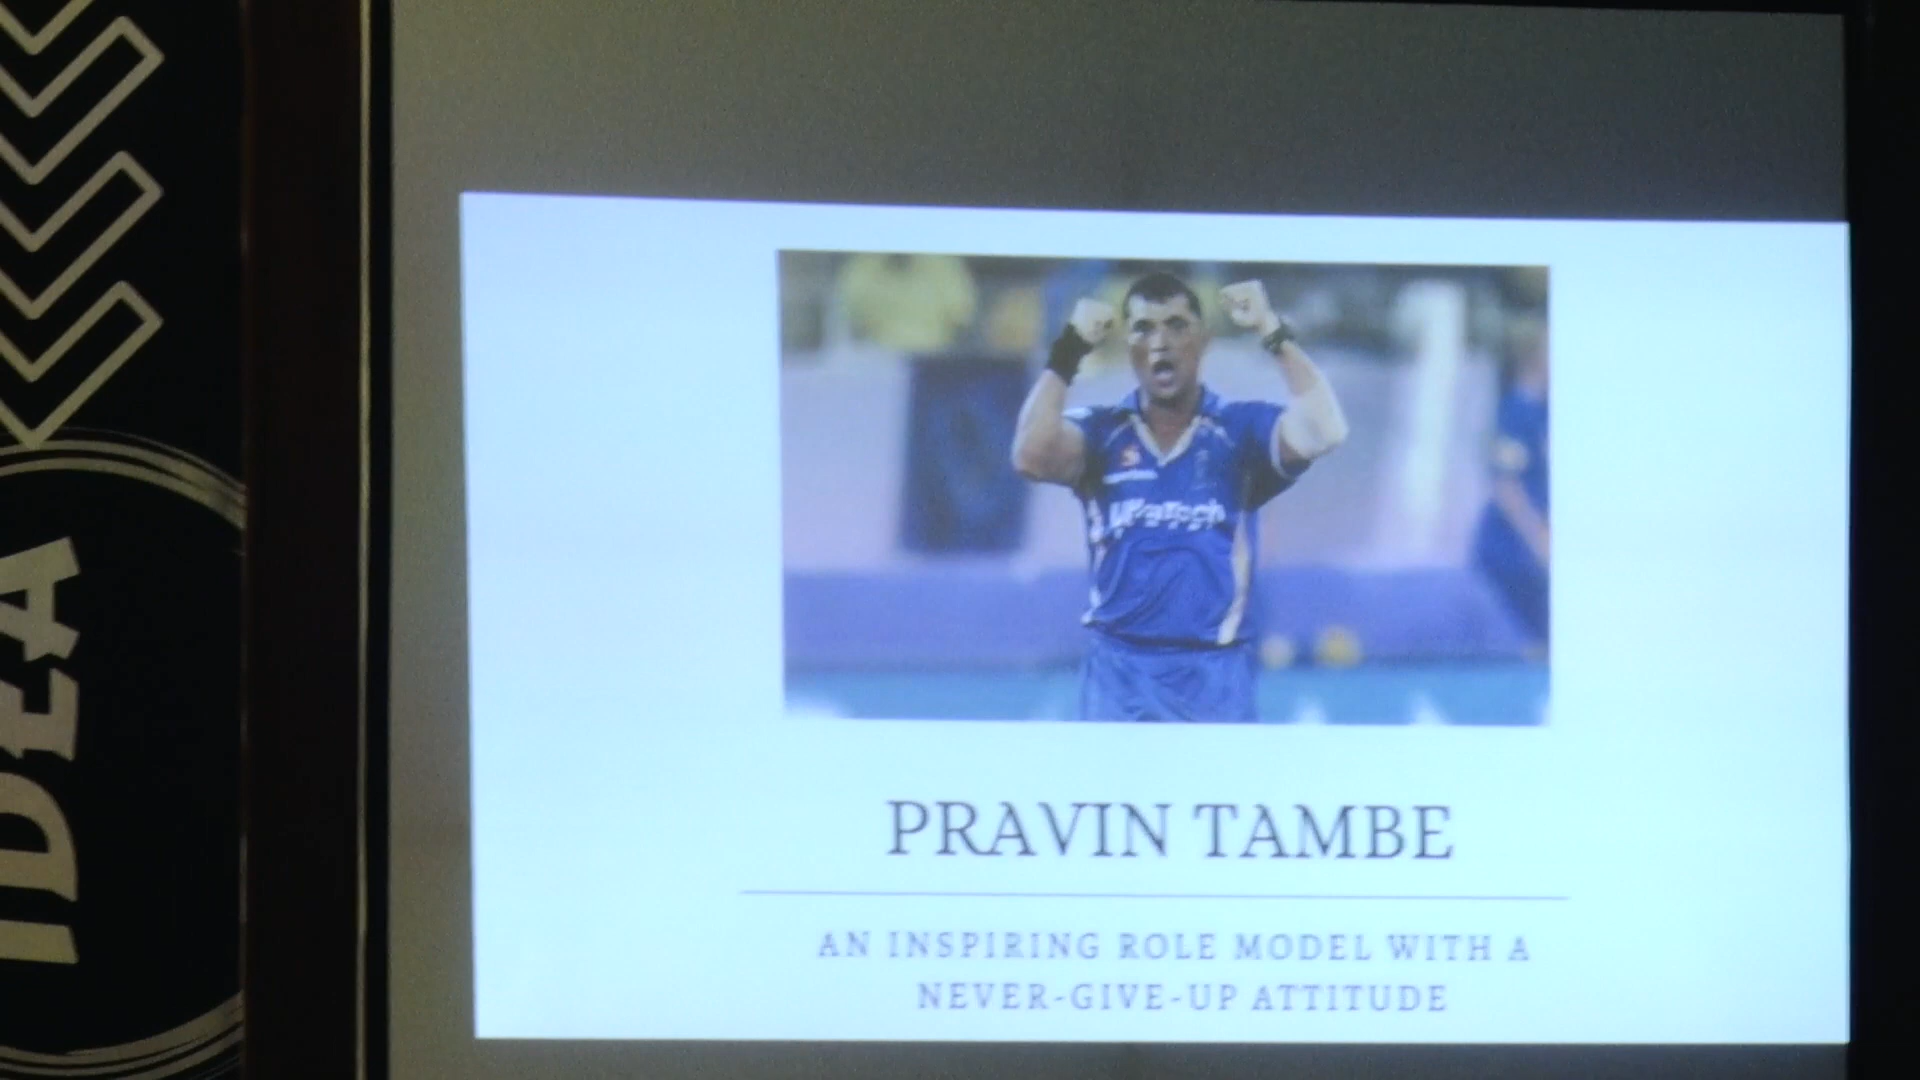 IDEA
PRAVIN TAMBE
AN INSPIRING ROLE MODEL WITH A
NEVER-GIVE-UP ATTITUDE